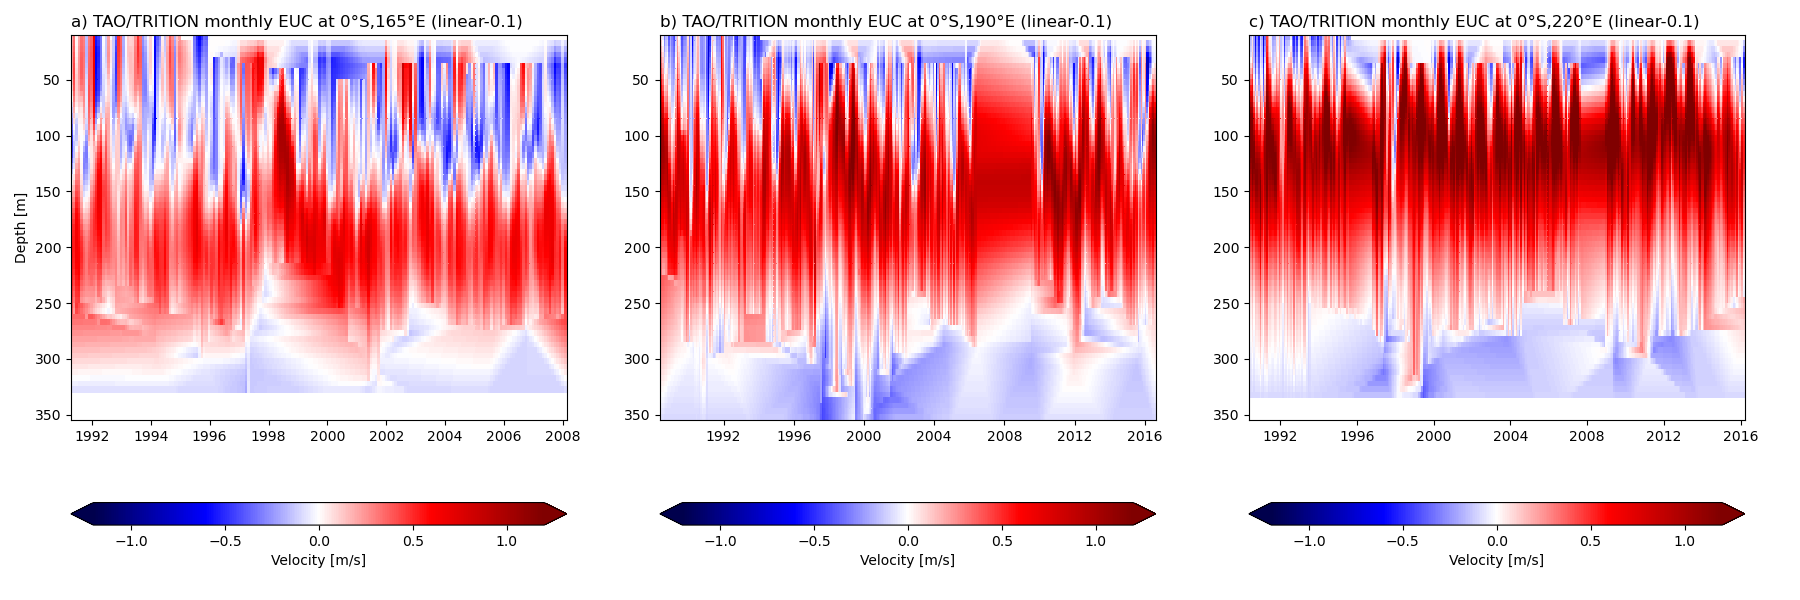 a) TAO/TRITION monthly EUC at 0°S,165°E (linear-0.1)
b) TAO/TRITION monthly EUC at 0°S,190°E (linear-0.1)
c) TAO/TRITION monthly EUC at 0°S,220°E (linear-0.1)
Depth [m]
50
100
150
200
250
300
350
1992 1994 1996 1998 2000 2002 2004 2006 2008
50
100
150
200
250
300
350
1992 1996 2000 2004 2008 2012 2016
50
100
150
200
250
300
350
1992 1996 2000 2004 2008 2012 2016
−1.0 −0.5 0.0 0.5 1.0
Velocity [m/s]
−1.0 −0.5 0.0 0.5 1.0
Velocity [m/s]
−1.0 −0.5 0.0 0.5 1.0
Velocity [m/s]